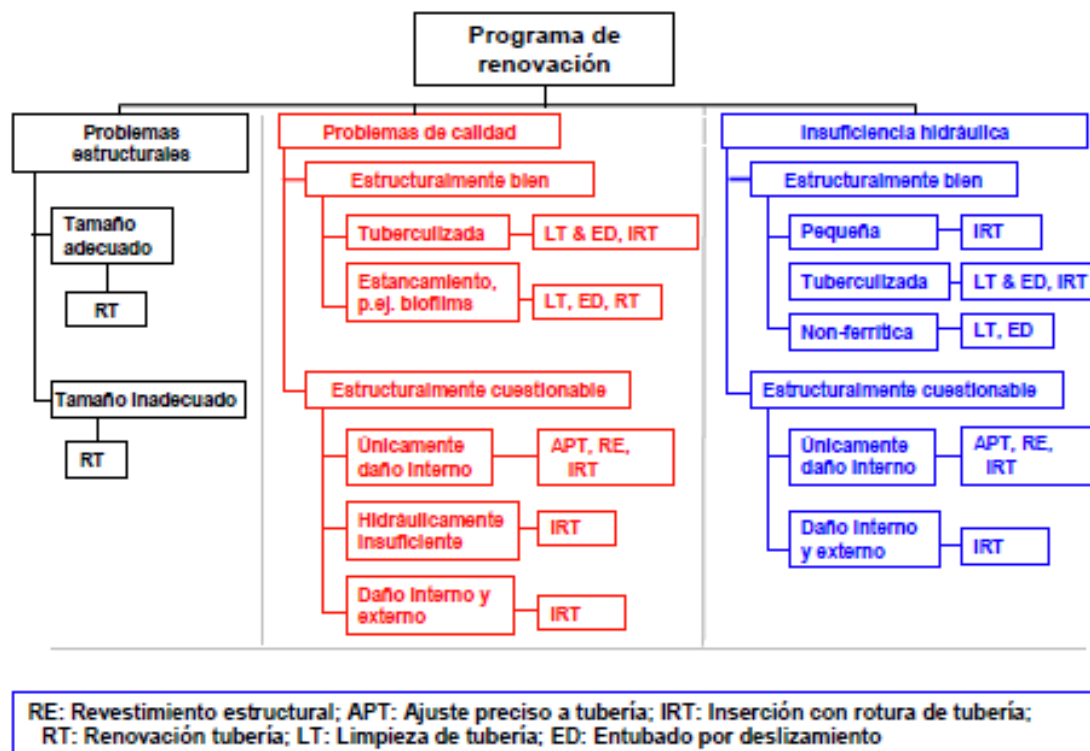 Programa de
renovación
Problemas
estructurales
Tamaño
adecuado
RT
Tamaño inadecuado
RT
Problemas de calidad
Estructuralmente bien
Tuberculizada
LT & ED, IRT
Estancamiento,
p.ej. biofilms
LT, ED, RT
Estructuralmente cuestionable
Únicamente
daño interno
APT, RE,
IRT
Hidráulicamente
insuficiente
IRT
Daño interno y
externo
IRT
Insuficiencia hidráulica
Estructuralmente bien
Pequeña
IRT
Tuberculizada
LT & ED, IRT
Non-ferrítica
LT, ED
Estructuralmente cuestionable
Únicamente
daño interno
APT, RE,
IRT
Daño interno
y externo
IRT
RE: Revestimiento estructural; APT: Ajuste preciso a tubería; IRT: Inserción con rotura de tubería;
RT: Renovación tubería; LT: Limpieza de tubería; ED: Entubado por deslizamiento